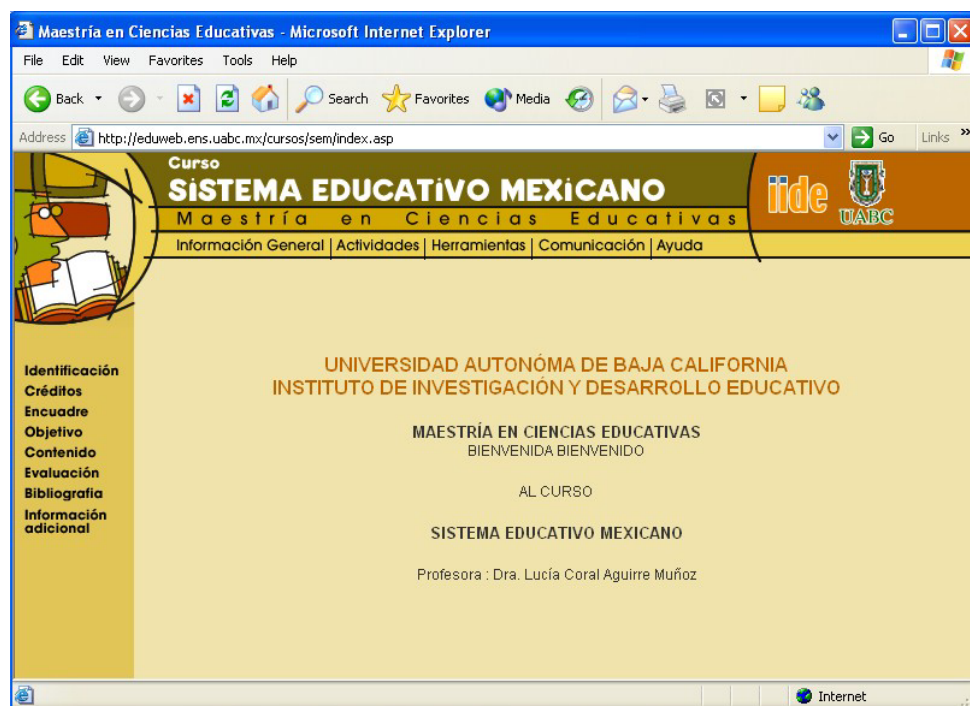 Maestría en Ciencias Educativas - Microsoft Internet Explorer
File Edit View Favorites Tools Help
Back Search Favorites Media
Address http://eduweb.ens.uabc.mx/cursos/sem/index.asp Go Links »
Curso
SiSTEMA EDUCATiVO MEXiCANO
Maestría en Ciencias Educativas
iide
UABC
Información General | Actividades | Herramientas | Comunicación | Ayuda
Identificación
Créditos
Encuadre
Objetivo
Contenido
Evaluación
Bibliografia
Información
adicional
UNIVERSIDAD AUTONÓMA DE BAJA CALIFORNIA
INSTITUTO DE INVESTIGACIÓN Y DESARROLLO EDUCATIVO
MAESTRÍA EN CIENCIAS EDUCATIVAS
BIENVENIDA BIENVENIDO
AL CURSO
SISTEMA EDUCATIVO MEXICANO
Profesora : Dra. Lucía Coral Aguirre Muñoz
Internet